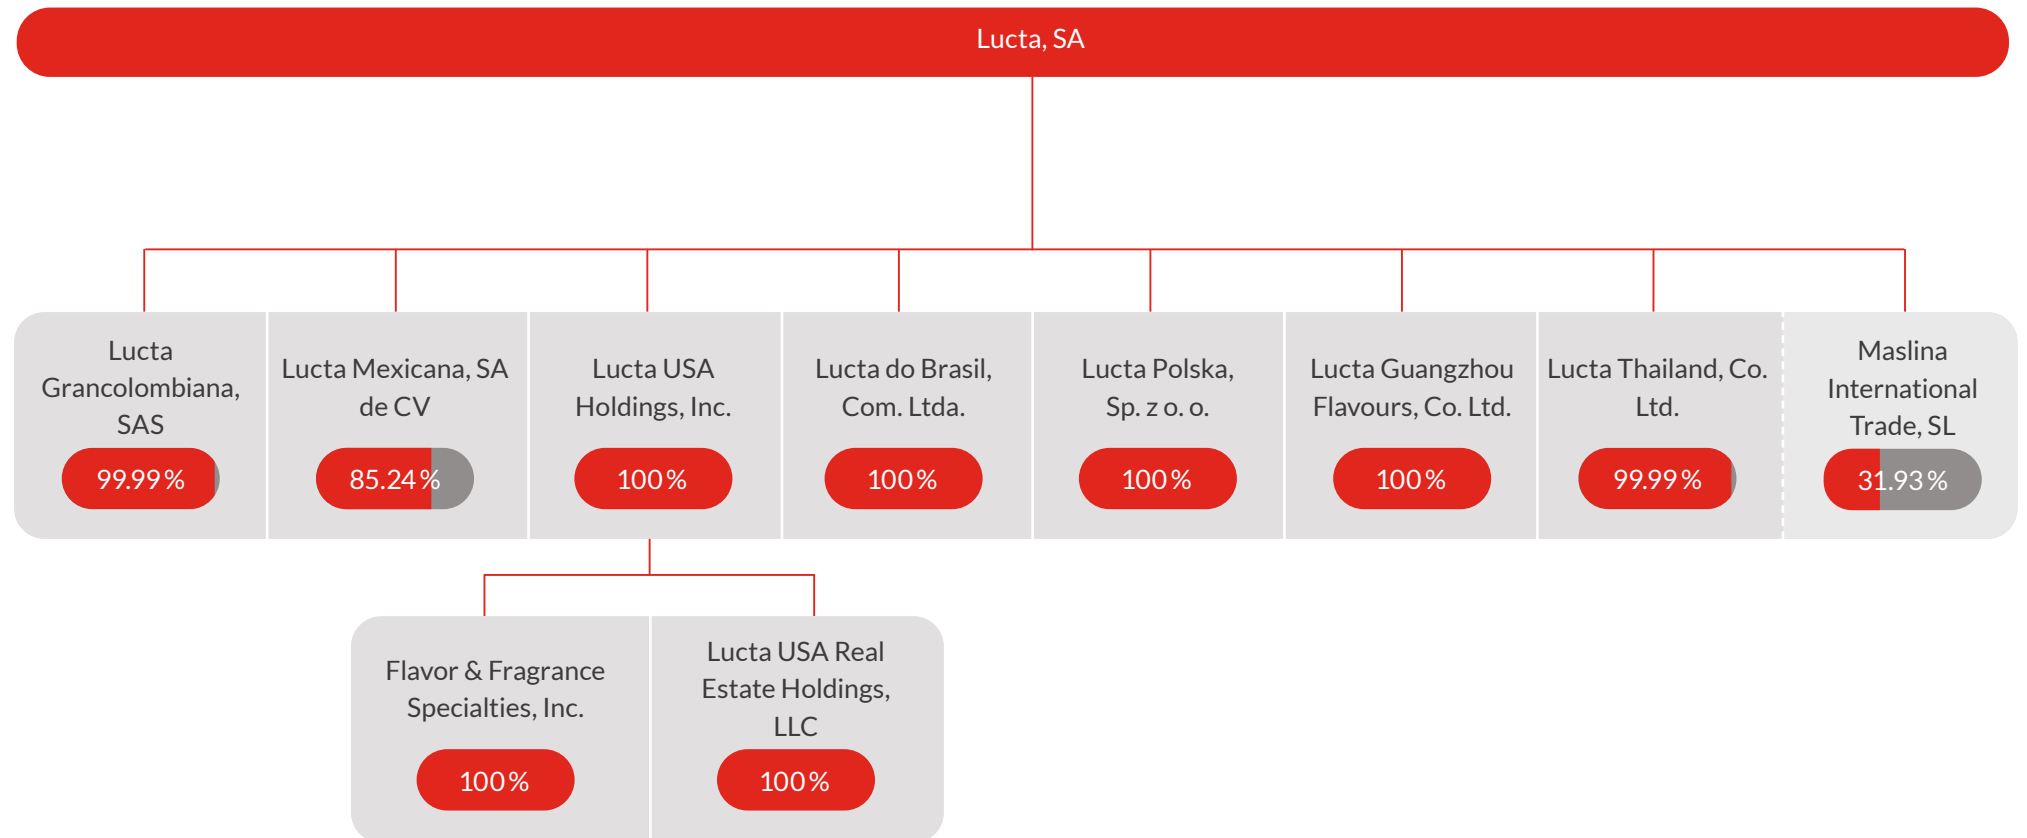 Lucta, SA
Lucta
Grancolombiana,
SAS
99.99%
Lucta Mexicana, SA
de CV
85.24%
Lucta USA
Holdings, Inc.
100%
Lucta do Brasil,
Com. Ltda.
100%
Lucta Polska,
Sp. z o. o.
100%
Lucta Guangzhou
Flavours, Co. Ltd.
100%
Lucta Thailand, Co.
Ltd.
99.99%
Maslina
International
Trade, SL
31.93%
Flavor & Fragrance
Specialties, Inc.
100%
Lucta USA Real
Estate Holdings,
LLC
100%